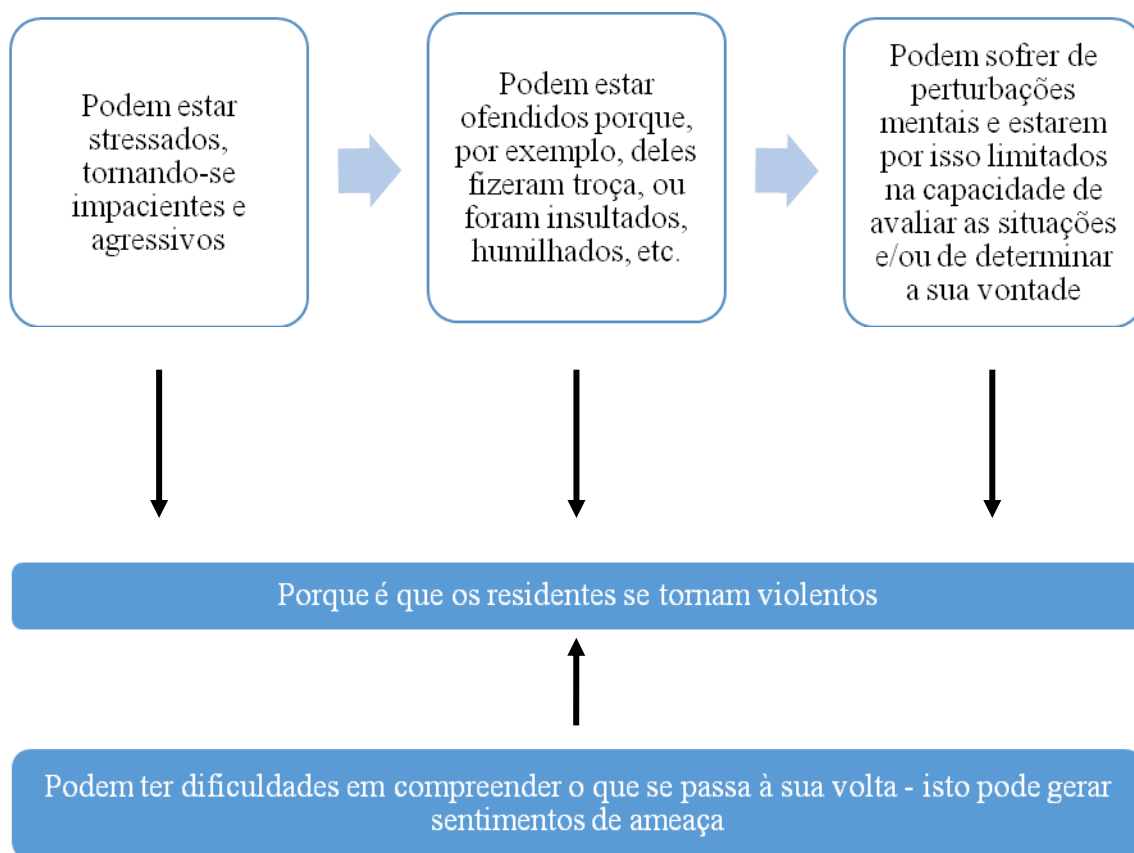 Podem estar
stressados,
tornando-se
impacientes e
agressivos
Podem estar
ofendidos porque,
por exemplo, deles
fizeram troça, ou
foram insultados,
humilhados, etc.
Podem sofrer de
perturbações
mentais e estarem
por isso limitados
na capacidade de
avaliar as situações
e/ou de determinar
a sua vontade
Porque é que os residentes se tornam violentos
Podem ter dificuldades em compreender o que se passa à sua volta - isto pode gerar
sentimentos de ameaça